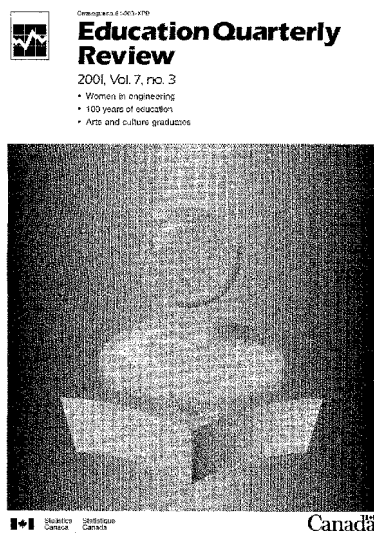 Education Quarterly
Review
2001, Vol. 7, no. 3
• Women in engineering
• 100 years of education
• Arts and culture graduates
Statistics Statistique
Canada Canada
Canada